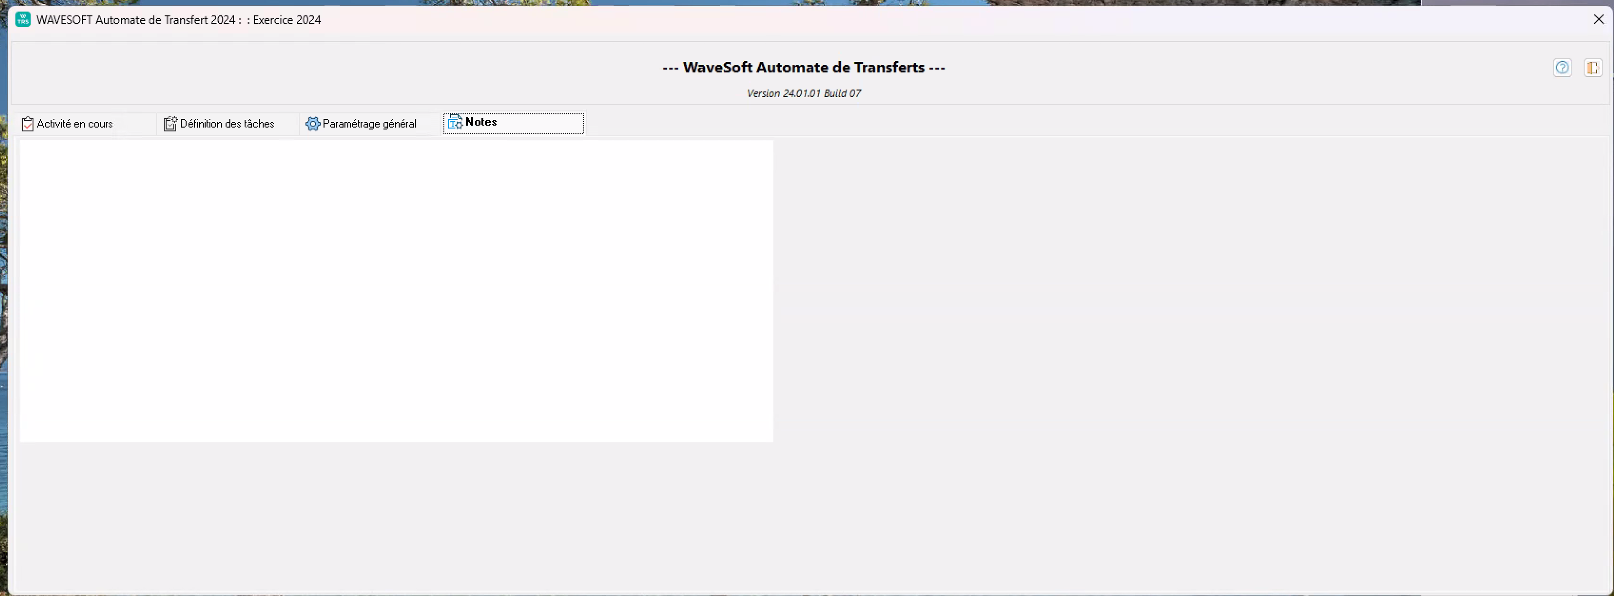 WAVESOFT Automate de Transfert 2024 :  : Exercice 2024
--- WaveSoft Automate de Transferts ---
Version 24.01.01 Build 07
Activité en cours
Définition des tâches
Paramétrage général
Notes